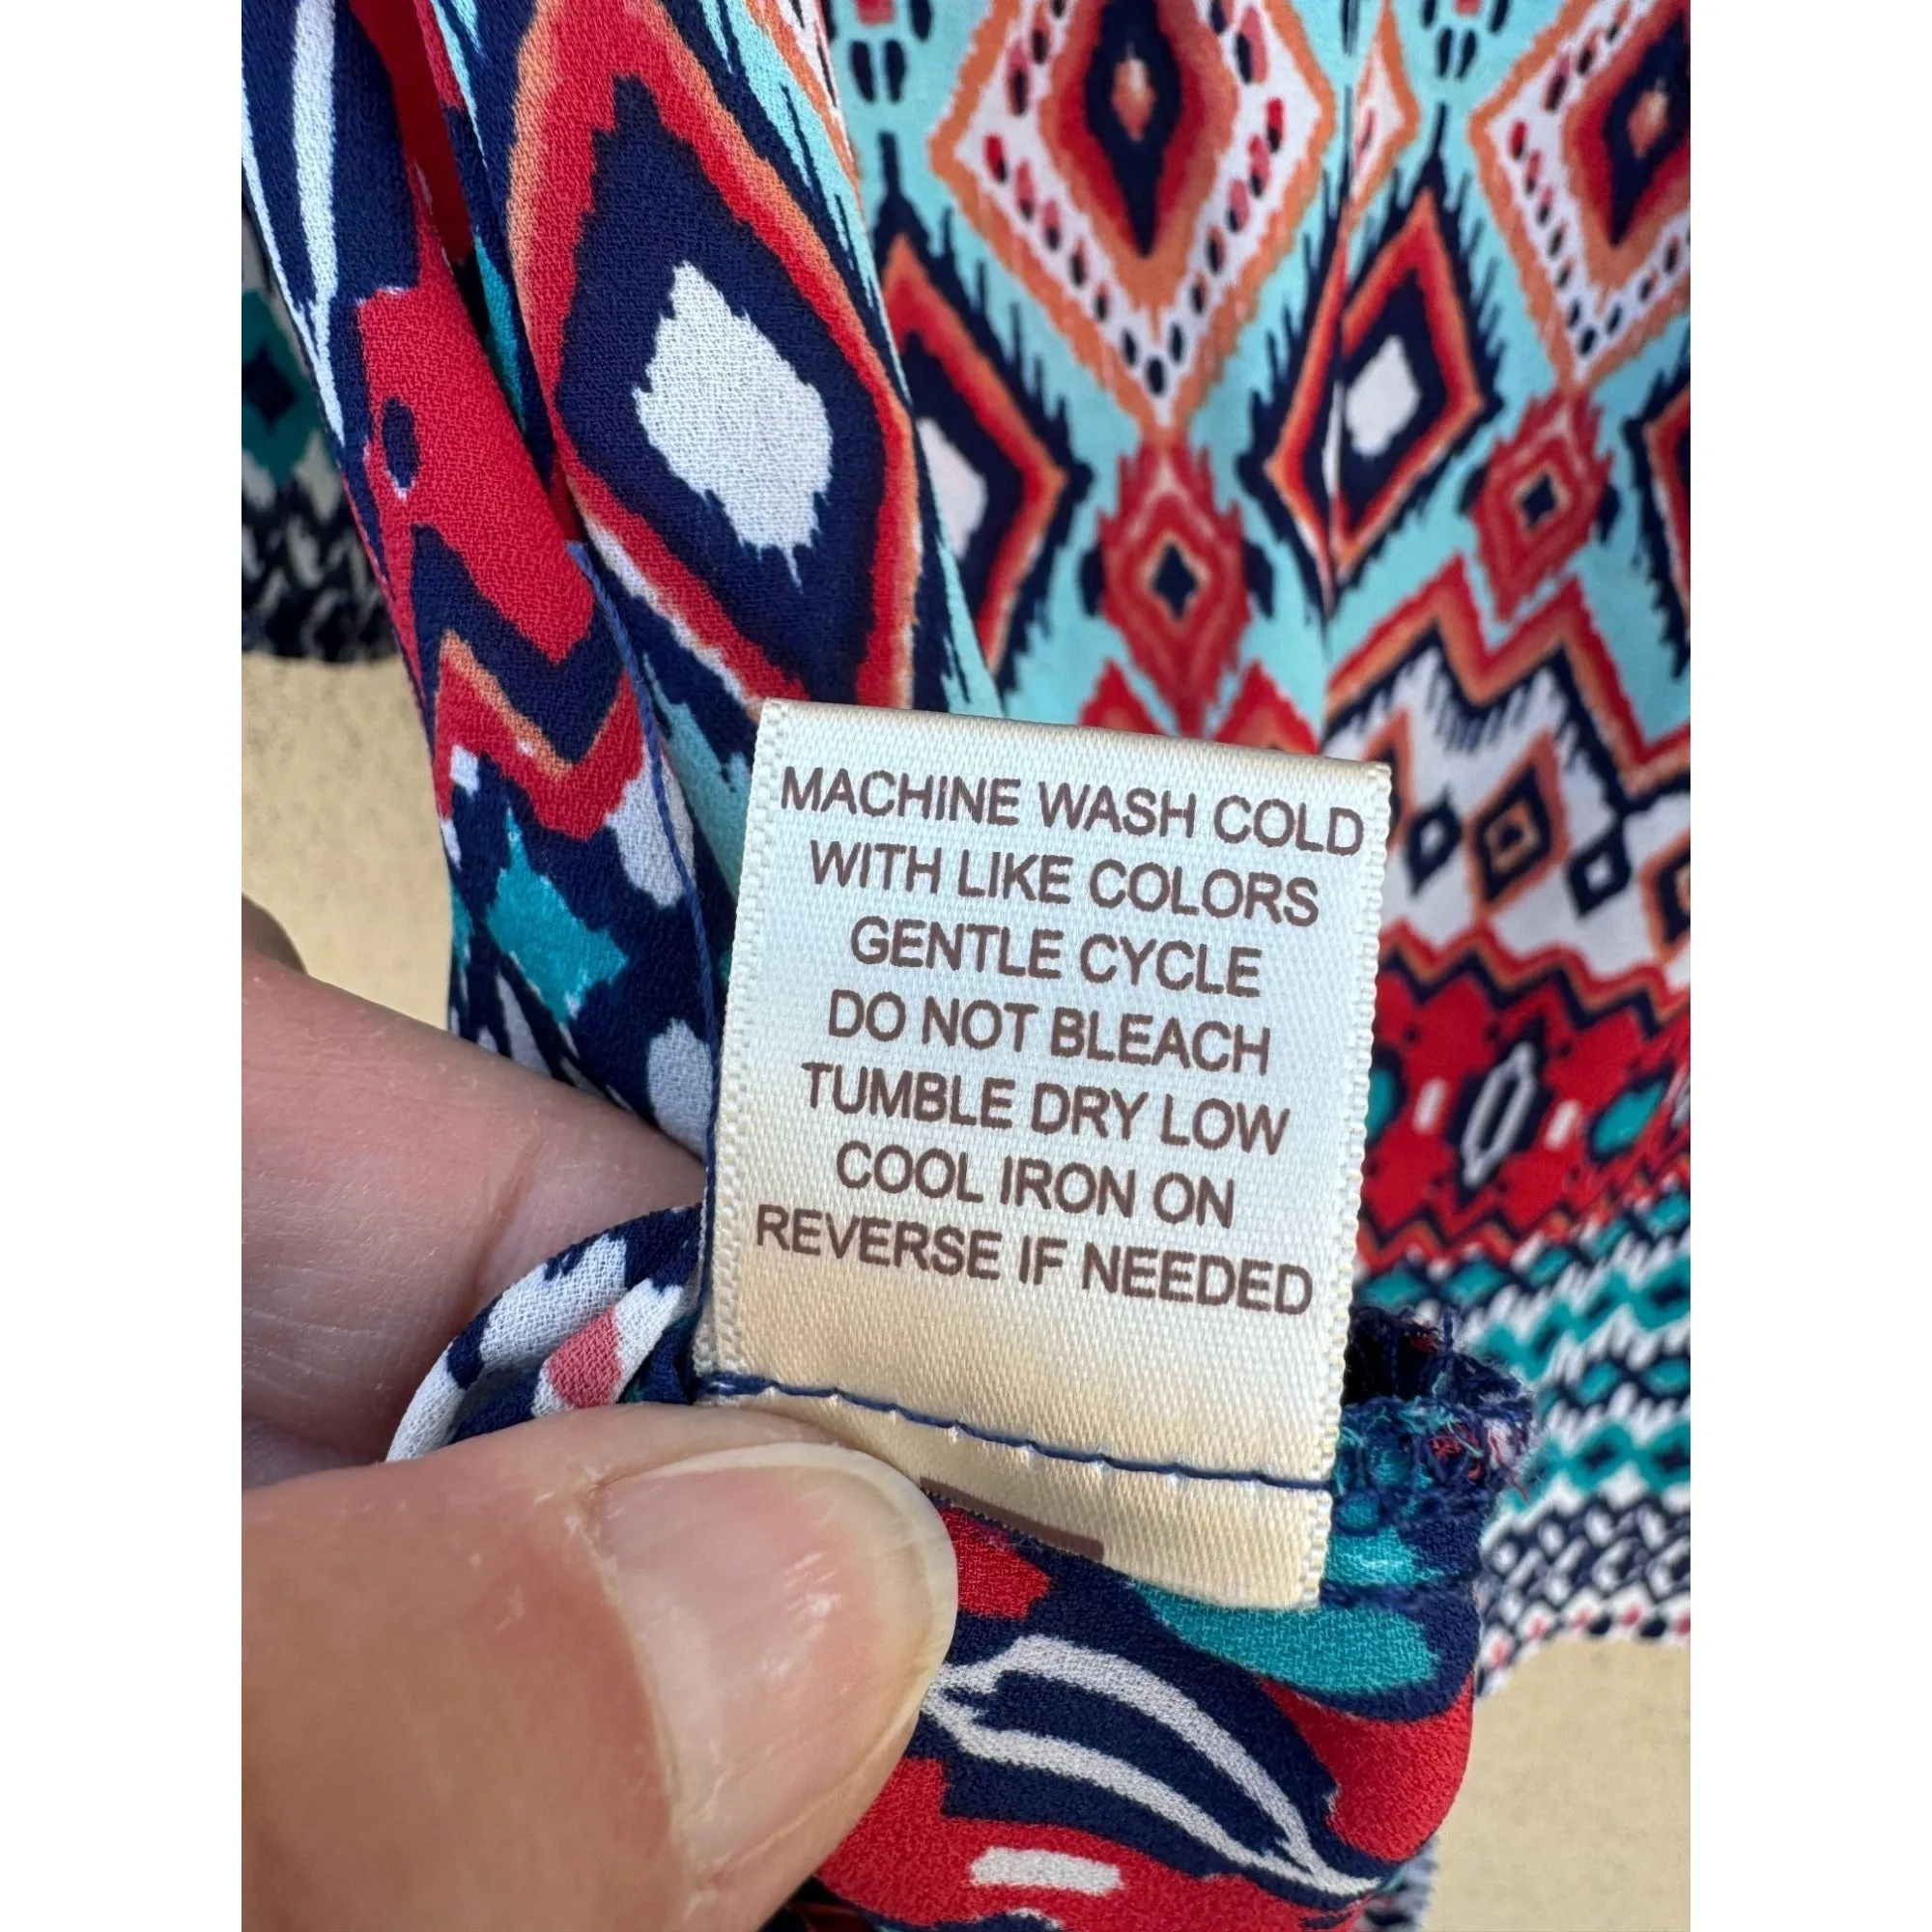 MACHINE WASH COLD
WITH LIKE COLORS
GENTLE CYCLE
DO NOT BLEACH
TUMBLE DRY LOW
COOL IRON ON
REVERSE IF NEEDED